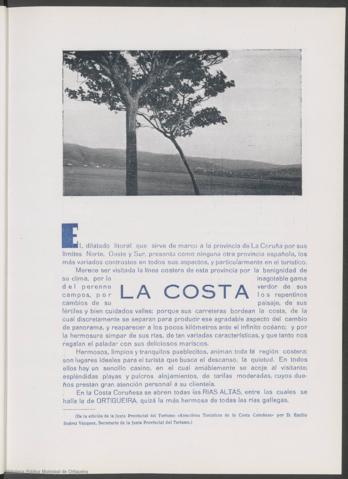 EL dilatado litoral que sirve de marco a la provincia de La Coruña por sus
límites Norte, Oeste y Sur, presenta como ninguna otra provincia española, los
más variados contrastes en todos sus aspectos, y particularmente en el turístico.
Merece ser visitada la línea costera de esta provincia por la benignidad de
su clima, por la inagotable gama
del perenne verdor de sus
campos, por los repentinos
cambios de su paisaje, de sus
LA COSTA
fértiles y bien cuidados valles; porque sus carreteras bordean la costa, de la
cual discretamente se separan para producir ese agradable aspecto del cambio
de panorama, y reaparecer a los pocos kilómetros ante el infinito océano; y por
la hermosura simpar de sus rías, de tan variadas características, y que tanto nos
regalan el paladar con sus deliciosos mariscos.
Hermosos, limpios y tranquilos pueblecitos, animan toda la región costera;
son lugares ideales para el turista que busca el descanso, la quietud. En todos
ellos hay un sencillo casino, en el cual amablemente se acoje al visitante;
espléndidas playas y pulcros alojamientos, de tarifas moderadas, cuyos due-
ños prestan gran atención personal a su clientela.
En la Costa Coruñesa se abren todas las RIAS ALTAS, entre las cuales se
halla la de ORTIGUEIRA, quizá la más hermosa de todas las rías gallegas.
(De la edición de la Junta Provincial del Turismo: «Itinerarios Turísticos de la Costa Coruñesa» por D. Emilio
Suárez Vázquez, Secretario de la Junta Provincial del Turismo.)
Biblioteca Pública Municipal de Ortigueira